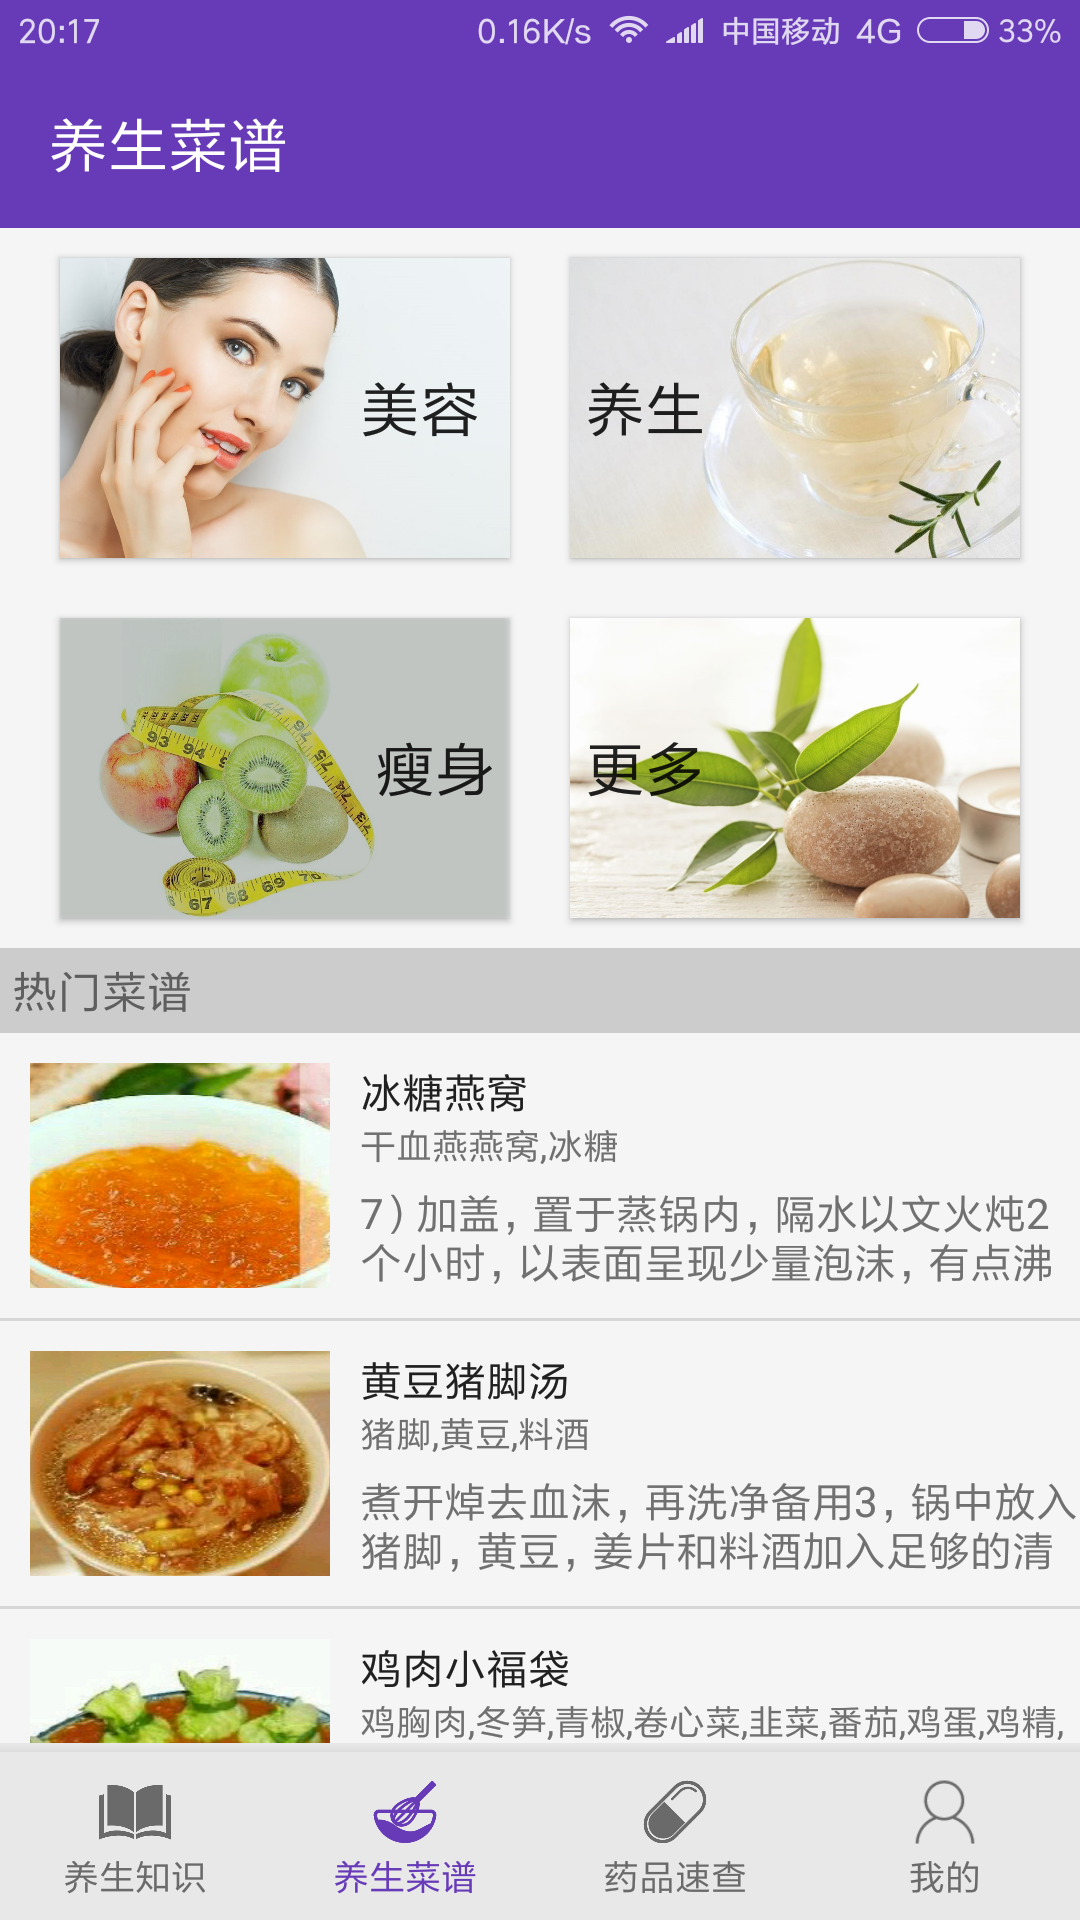 20:17 0.16K/s 中国移动 4G 33%
养生菜谱
美容
养生
瘦身
更多
热门菜谱
冰糖燕窝
干血燕燕窝,冰糖
7）加盖，置于蒸锅内，隔水以文火炖2
个小时，以表面呈现少量泡沫，有点沸
黄豆猪脚汤
猪脚,黄豆,料酒
煮开焯去血沫，再洗净备用3，锅中放入
猪脚，黄豆，姜片和料酒加入足够的清
鸡肉小福袋
鸡胸肉,冬笋,青椒,卷心菜,韭菜,番茄,鸡蛋,鸡精,
养生知识
养生菜谱
药品速查
我的